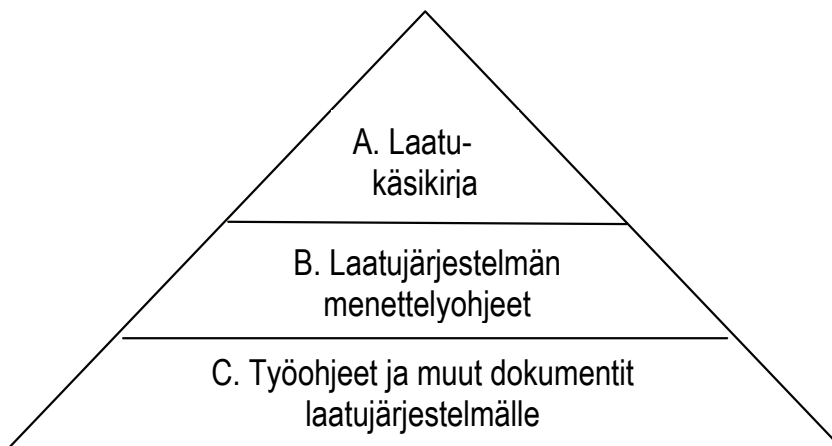 A. Laatu-
käsikirja
B. Laatujärjestelmän
menettelyohjeet
C. Työohjeet ja muut dokumentit
laatujärjestelmälle